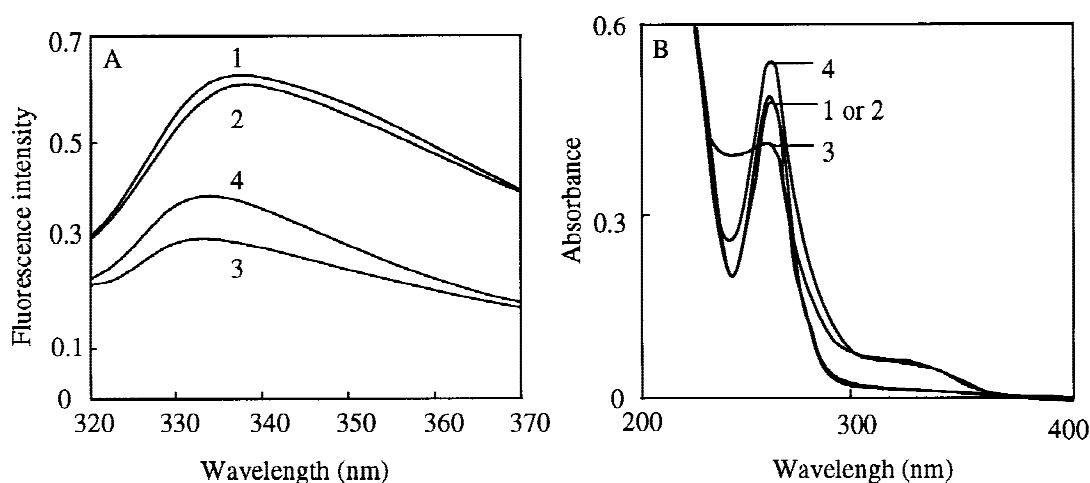 A
0.7
0.5
0.3
0.1
0
1
2
4
3
320 330 340 350 360 370
Fluorescence intensity
Wavelength (nm)
B
0.6
0.3
0
4
1 or 2
3
200 300 400
Absorbance
Wavelengh (nm)